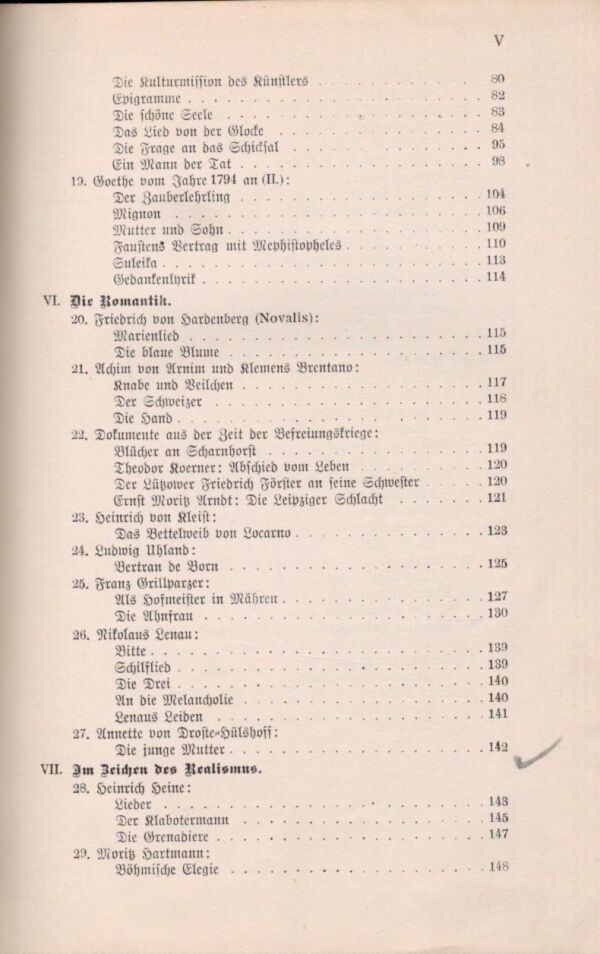 V
Die Kulturmission des Künstlers . . . . . . . . . . . . . 80
Epigramme . . . . . . . . . . . . . . . . . . . . . 82
Die schöne Seele . . . . . . . . . . . . . . . . . . 83
Das Lied von der Glocke . . . . . . . . . . . . . . 84
Die Frage an das Schicksal . . . . . . . . . . . . . 95
Ein Mann der Tat . . . . . . . . . . . . . . . . . 98
19. Goethe vom Jahre 1794 an (II.):
Der Zauberlehrling . . . . . . . . . . . . . . . . . 104
Mignon . . . . . . . . . . . . . . . . . . . . . . 106
Mutter und Sohn . . . . . . . . . . . . . . . . . . 109
Faustens Vertrag mit Mephistopheles . . . . . . . . . 110
Suleika . . . . . . . . . . . . . . . . . . . . . . 113
Gedankenlyrik . . . . . . . . . . . . . . . . . . . 114
VI. Die Romantik.
20. Friedrich von Hardenberg (Novalis):
Marienlied . . . . . . . . . . . . . . . . . . . . 115
Die blaue Blume . . . . . . . . . . . . . . . . . . 115
21. Achim von Arnim und Klemens Brentano:
Knabe und Veilchen . . . . . . . . . . . . . . . . 117
Der Schweizer . . . . . . . . . . . . . . . . . . . 118
Die Hand . . . . . . . . . . . . . . . . . . . . . 119
22. Dokumente aus der Zeit der Befreiungskriege:
Blücher an Scharnhorst . . . . . . . . . . . . . . . 119
Theodor Koerner: Abschied vom Leben . . . . . . . . 120
Der Lützower Friedrich Förster an seine Schwester . . . 120
Ernst Moritz Arndt: Die Leipziger Schlacht . . . . . . 121
23. Heinrich von Kleist:
Das Bettelweib von Locarno . . . . . . . . . . . . . 123
24. Ludwig Uhland:
Bertran de Born . . . . . . . . . . . . . . . . . . 125
25. Franz Grillparzer:
Als Hofmeister in Mähren . . . . . . . . . . . . . . 127
Die Ahnfrau . . . . . . . . . . . . . . . . . . . . 130
26. Nikolaus Lenau:
Bitte . . . . . . . . . . . . . . . . . . . . . . . 139
Schilflied . . . . . . . . . . . . . . . . . . . . . 139
Die Drei . . . . . . . . . . . . . . . . . . . . . 140
An die Melancholie . . . . . . . . . . . . . . . . . 140
Lenaus Leiden . . . . . . . . . . . . . . . . . . . 141
27. Annette von Droste-Hülshoff:
Die junge Mutter . . . . . . . . . . . . . . . . . . 142
VII. Im Zeichen des Realismus.
28. Heinrich Heine:
Lieder . . . . . . . . . . . . . . . . . . . . . . 143
Der Klabotermann . . . . . . . . . . . . . . . . . 145
Die Grenadiere . . . . . . . . . . . . . . . . . . . 147
29. Moritz Hartmann:
Böhmische Elegie . . . . . . . . . . . . . . . . . . 148